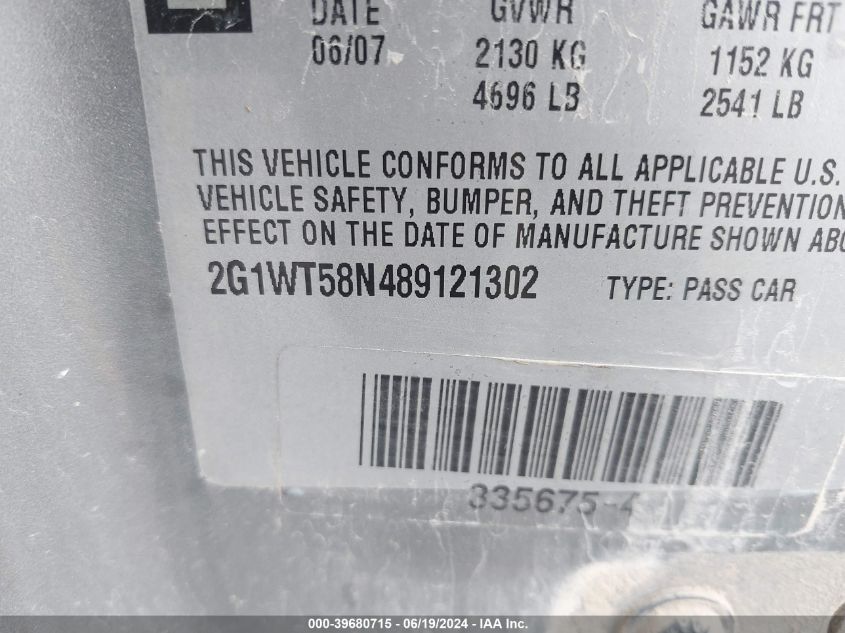 DATE GVWR GAWR FRT
06/07 2130 KG 1152 KG
4696 LB 2541 LB
THIS VEHICLE CONFORMS TO ALL APPLICABLE U.S.
VEHICLE SAFETY, BUMPER, AND THEFT PREVENTION
EFFECT ON THE DATE OF MANUFACTURE SHOWN ABO
2G1WT58N489121302 TYPE: PASS CAR
335675-4
000-39680715 - 06/19/2024 - IAA Inc.